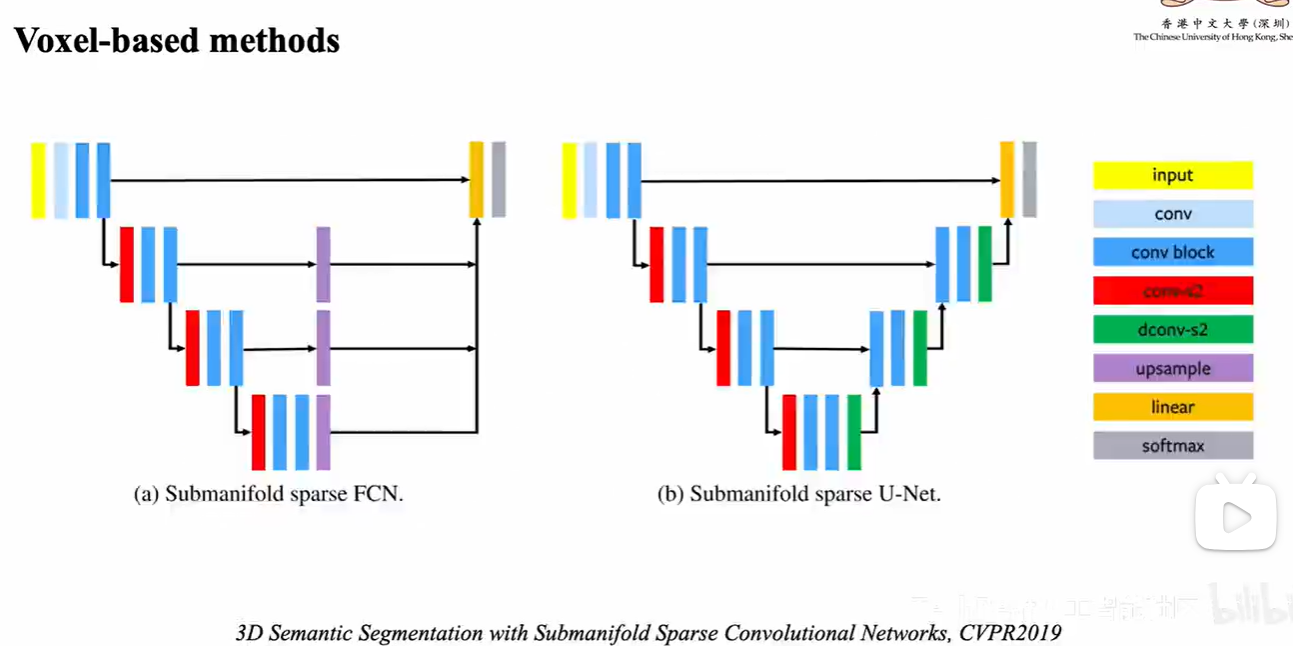 香港中文大學(深圳)
The Chinese University of Hong Kong, She
Voxel-based methods
input
conv
conv block
conv-s2
dconv-s2
upsample
linear
softmax
(a) Submanifold sparse FCN.
(b) Submanifold sparse U-Net.
3D Semantic Segmentation with Submanifold Sparse Convolutional Networks, CVPR2019
bilibi